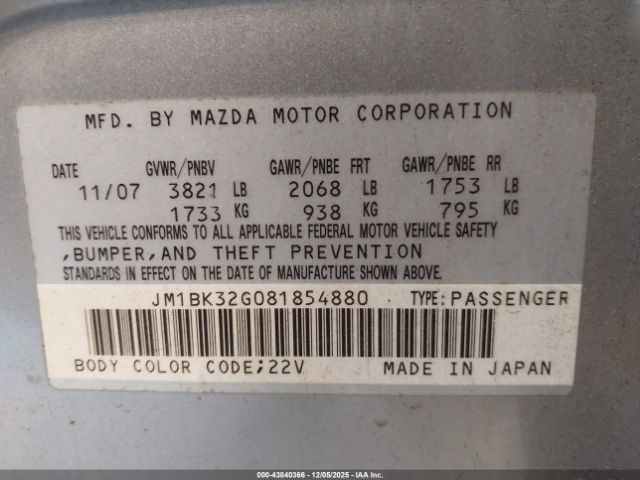 MFD. BY MAZDA MOTOR CORPORATION
DATE GVWR/PNBV GAWR/PNBE FRT GAWR/PNBE RR
11/07 3821 LB 2068 LB 1753 LB
1733 KG 938 KG 795 KG
THIS VEHICLE CONFORMS TO ALL APPLICABLE FEDERAL MOTOR VEHICLE SAFETY
,BUMPER,AND THEFT PREVENTION
STANDARDS IN EFFECT ON THE DATE OF MANUFACTURE SHOWN ABOVE.
JM1BK32G081854880 TYPE:PASSENGER
BODY COLOR CODE;22V MADE IN JAPAN
000-43840366 - 12/05/2025 - IAAI.COM